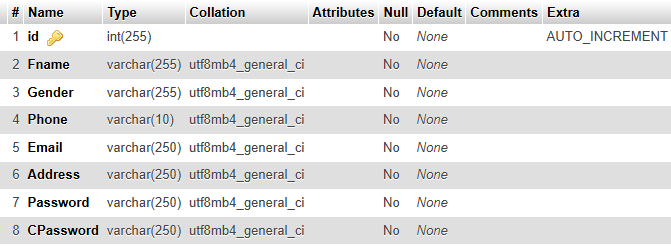 # Name Type Collation Attributes Null Default Comments Extra
1 id int(255) No None AUTO_INCREMENT
2 Fname varchar(255) utf8mb4_general_ci No None
3 Gender varchar(255) utf8mb4_general_ci No None
4 Phone varchar(10) utf8mb4_general_ci No None
5 Email varchar(250) utf8mb4_general_ci No None
6 Address varchar(250) utf8mb4_general_ci No None
7 Password varchar(250) utf8mb4_general_ci No None
8 CPassword varchar(250) utf8mb4_general_ci No None